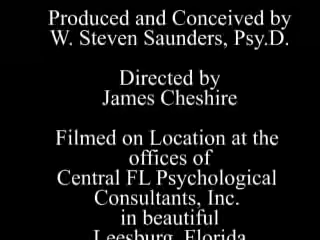 Produced and Conceived by
W. Steven Saunders, Psy.D.
Directed by
James Cheshire
Filmed on Location at the
offices of
Central FL Psychological
Consultants, Inc.
in beautiful
Leesburg, Florida